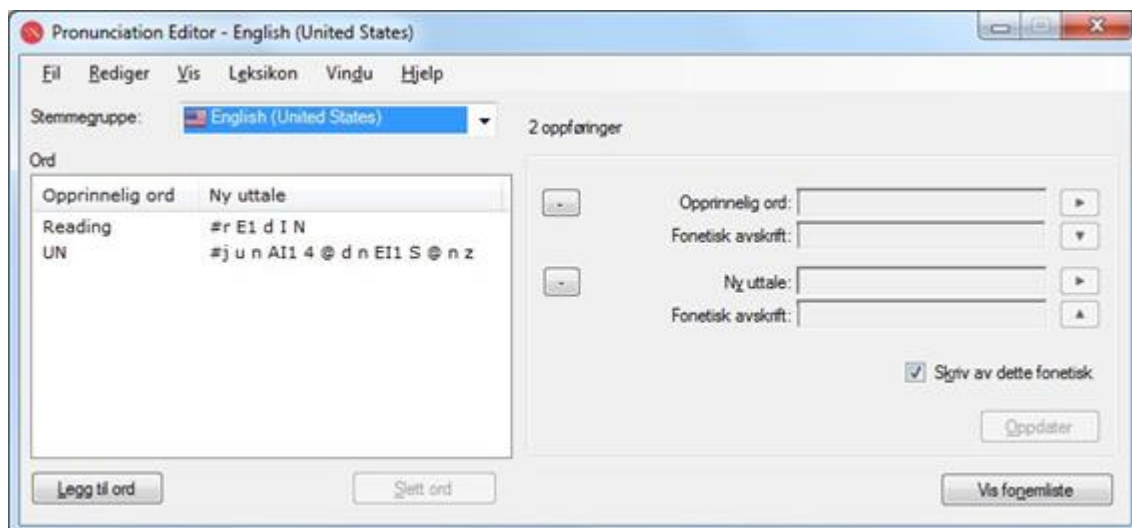 Pronunciation Editor - English (United States)
Fil Rediger Vis Leksikon Vindu Hjelp
Stemmegruppe: English (United States)
2 oppføringer
Ord
Opprinnelig ord Ny uttale
Reading #r E1 d I N
UN #j u n AI1 4 @ d n EI1 S @ n z
- Opprinnelig ord:
Fonetisk avskrift:
- Ny uttale:
Fonetisk avskrift:
Skriv av dette fonetisk
Oppdater
Legg til ord Slett ord Vis fonemliste